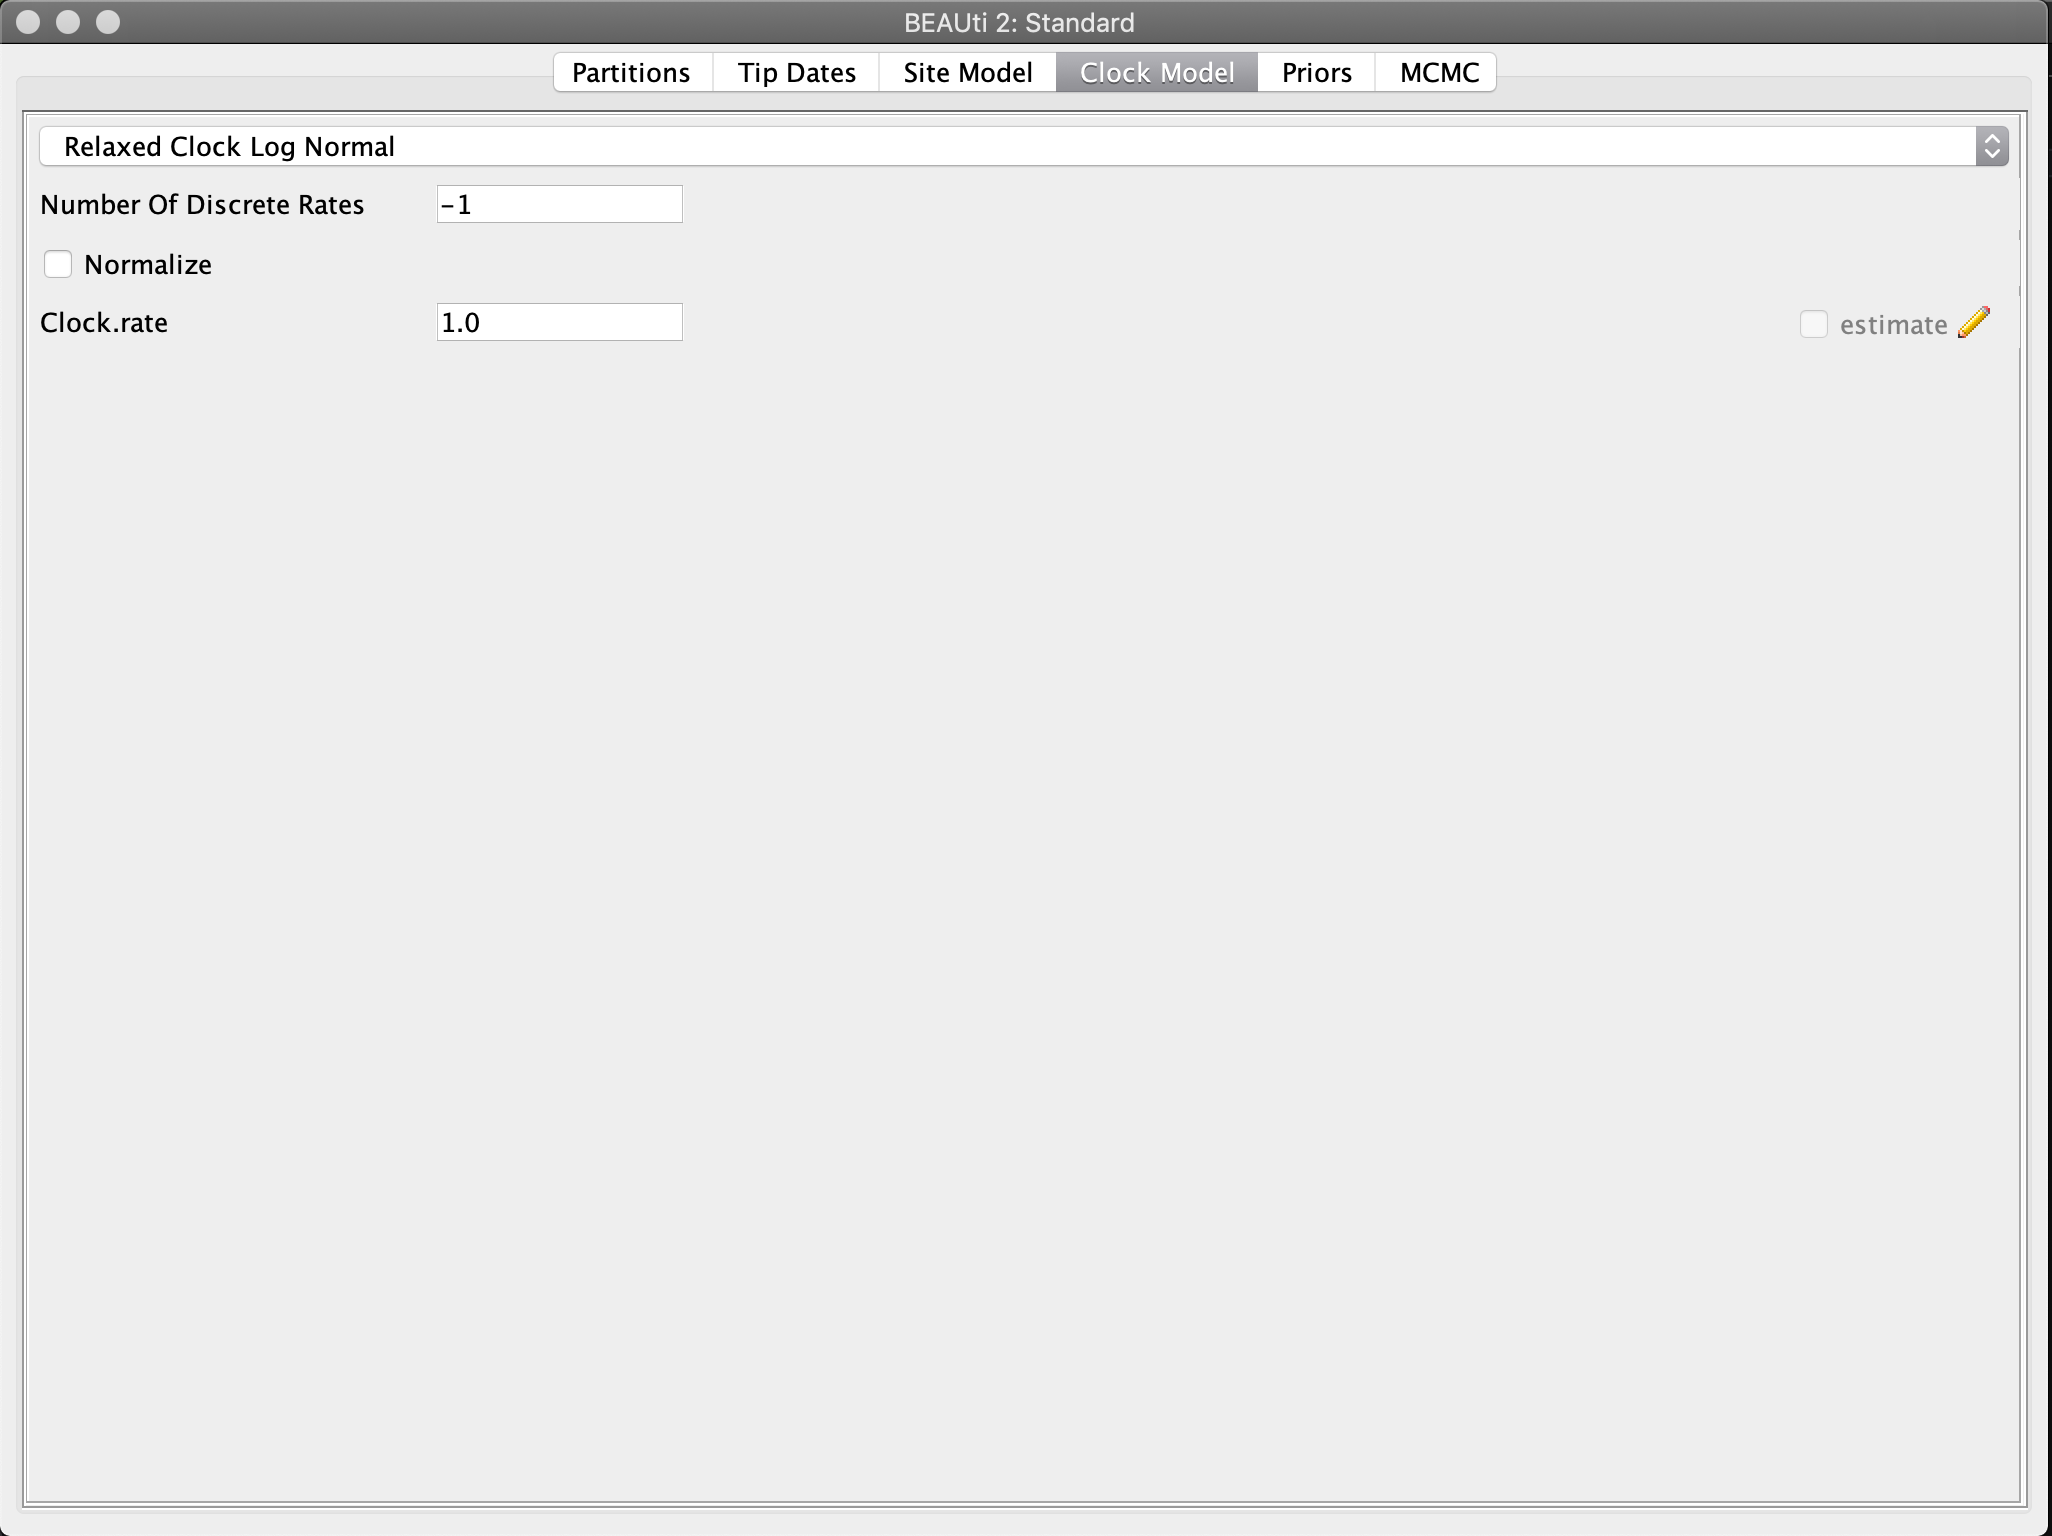 BEAUti 2: Standard
Partitions Tip Dates Site Model Clock Model Priors MCMC
Relaxed Clock Log Normal
Number Of Discrete Rates -1
Normalize
Clock.rate 1.0 estimate